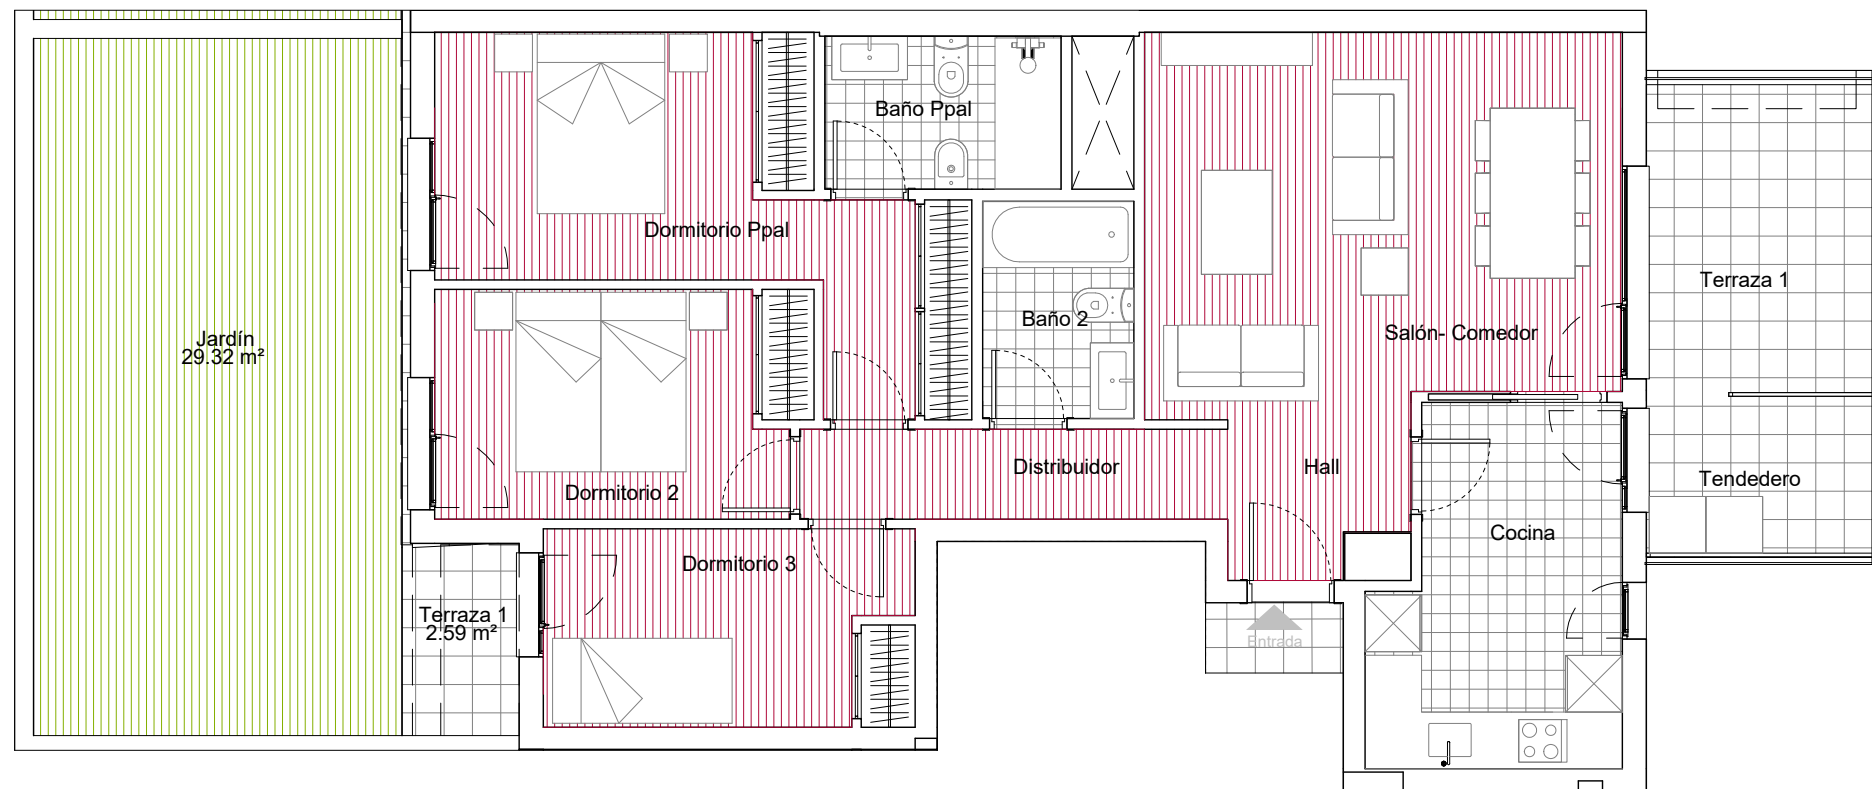 Baño Ppal
Dormitorio Ppal
Terraza 1
Baño 2
Jardín
29.32 m²
Salón- Comedor
Distribuidor
Hall
Tendedero
Dormitorio 2
Cocina
Dormitorio 3
Terraza 1
2.59 m²
Entrada